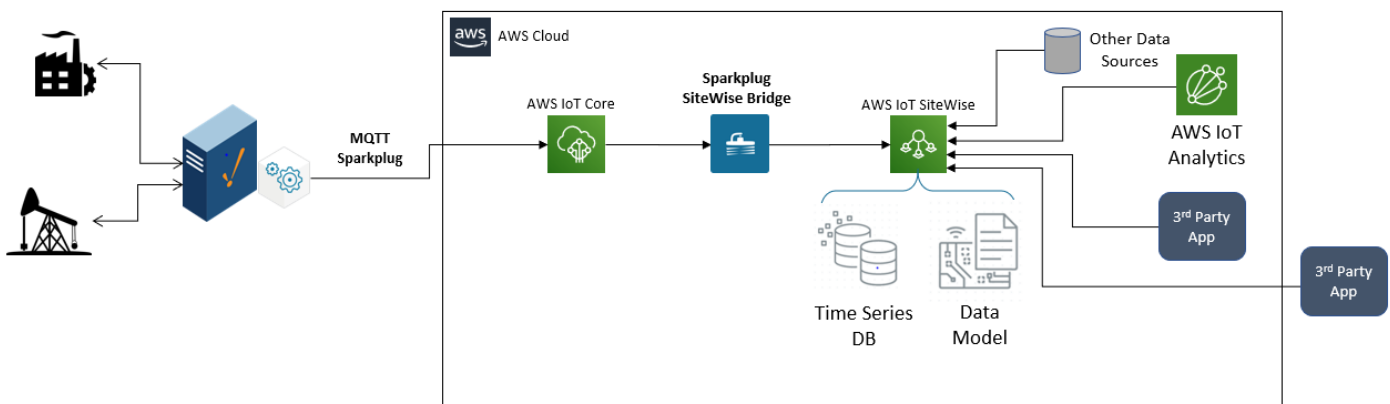 aws
AWS Cloud
Other Data
Sources
Sparkplug
SiteWise Bridge
AWS IoT Core
AWS IoT SiteWise
MQTT
Sparkplug
AWS IoT
Analytics
3rd Party
App
3rd Party
App
Time Series
DB
Data
Model